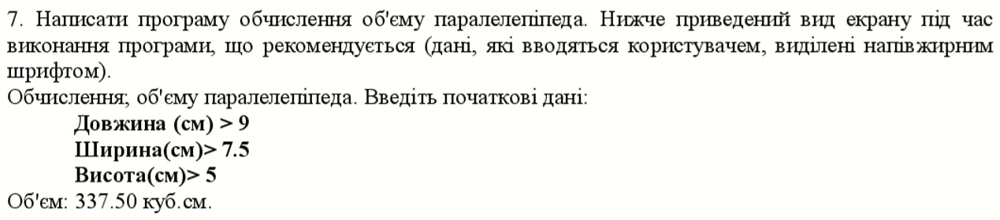 7. Написати програму обчислення об'єму паралелепіпеда. Нижче приведений вид екрану під час
виконання програми, що рекомендується (дані, які вводяться користувачем, виділені напівжирним
шрифтом).
Обчислення; об'єму паралелепіпеда. Введіть початкові дані:
Довжина (см) > 9
Ширина(см)> 7.5
Висота(см)> 5
Об'єм: 337.50 куб.см.